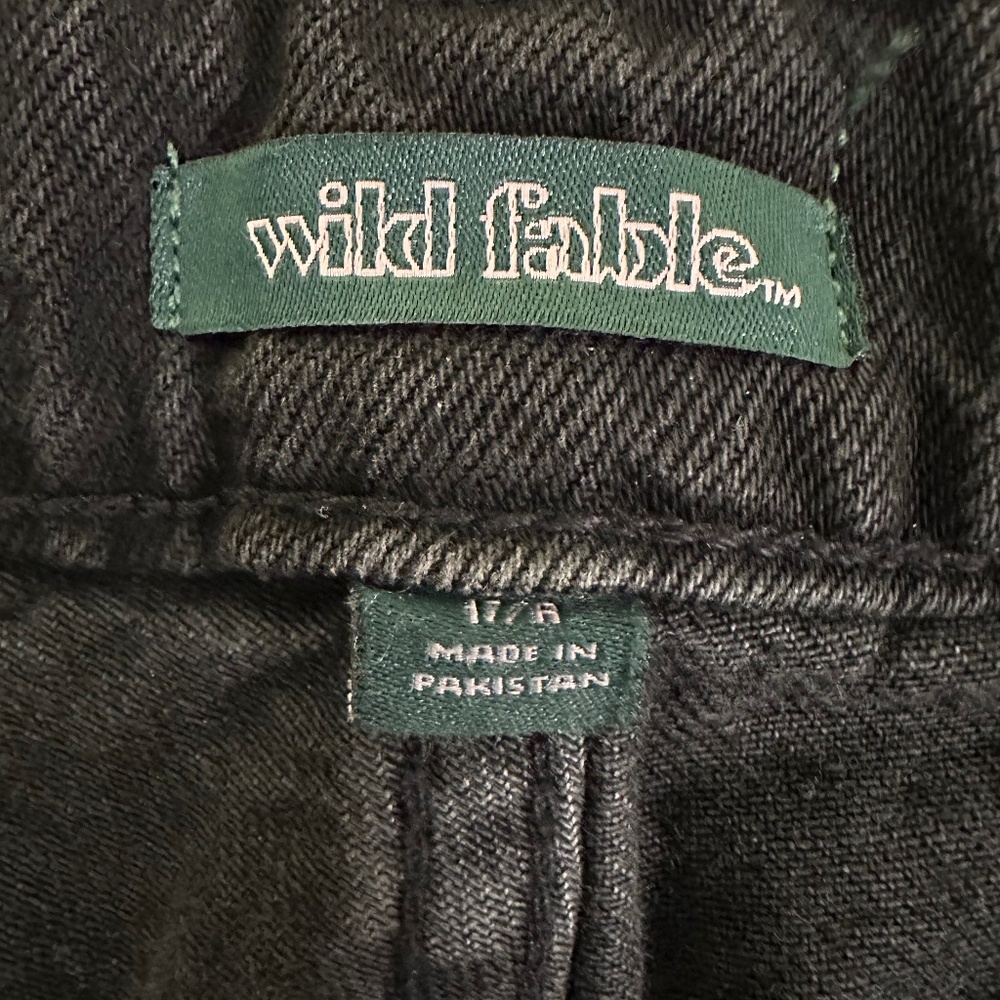 wild fable™
17/R
MADE IN
PAKISTAN